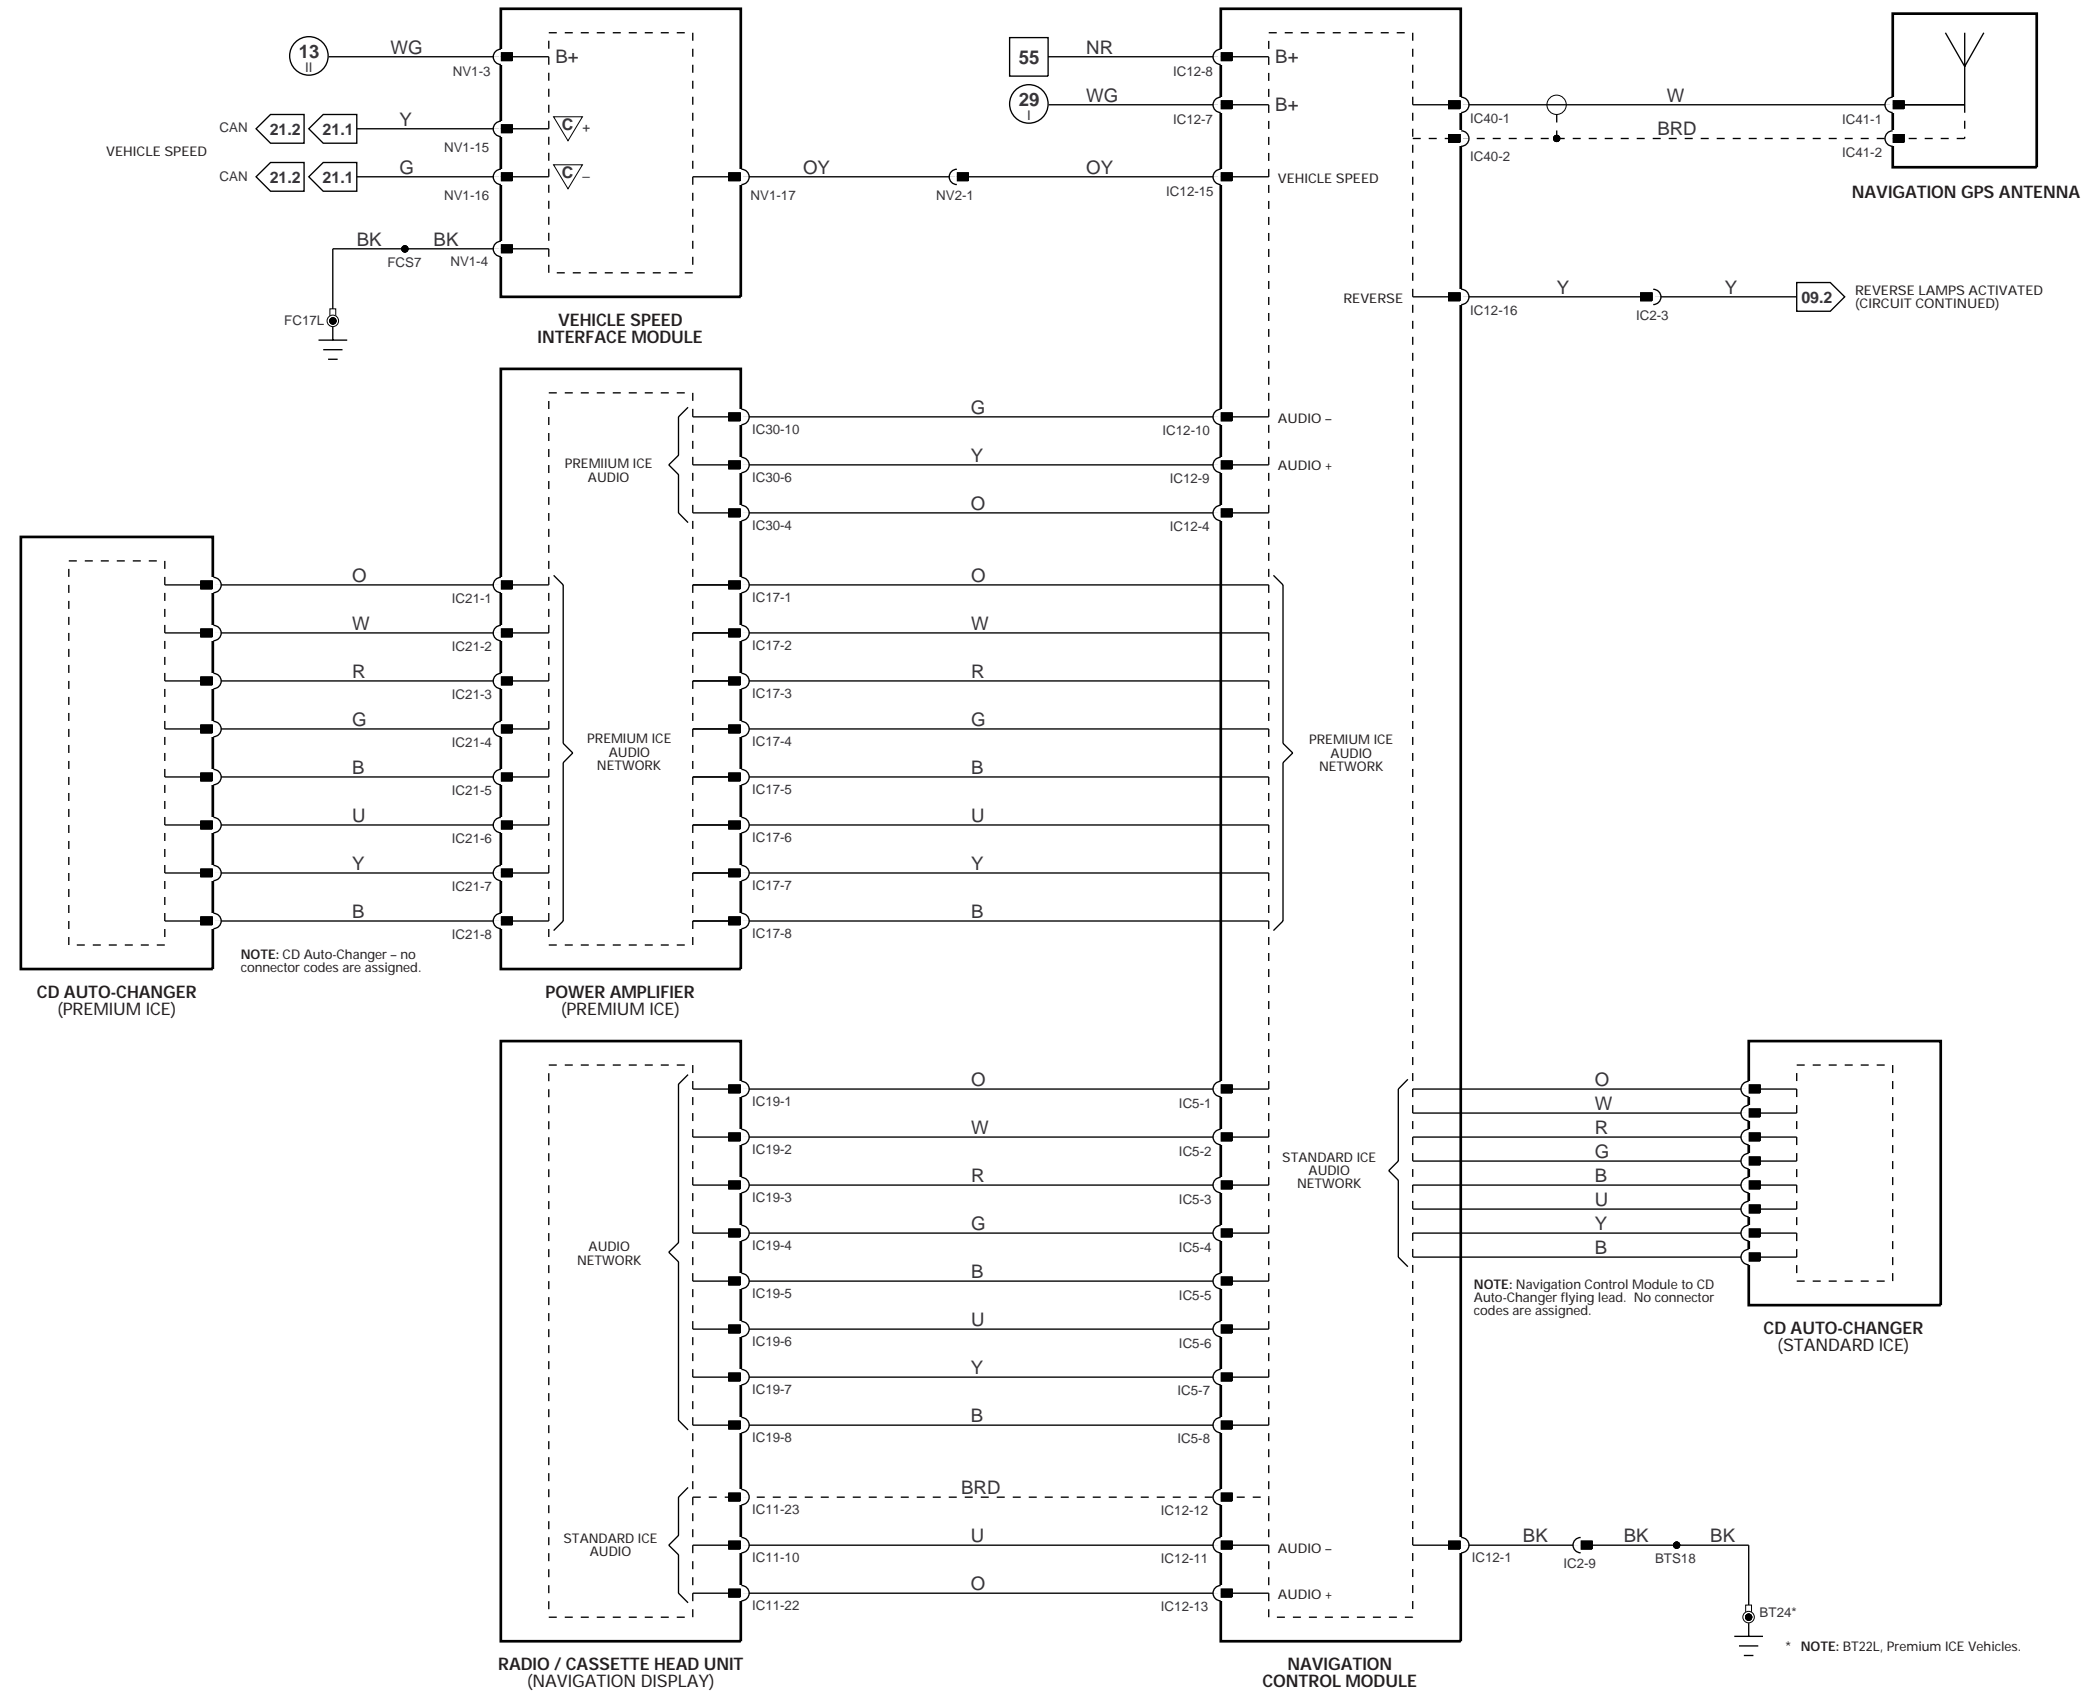 13
II
WG
NV1-3
B+
CAN
21.2
21.1
Y
NV1-15
C
+
VEHICLE SPEED
CAN
21.2
21.1
G
NV1-16
C
–
BK
FCS7
BK
NV1-4
FC17L
NV1-17
OY
NV2-1
OY
IC12-15
VEHICLE SPEED
VEHICLE SPEED
INTERFACE MODULE
55
NR
IC12-8
B+
29
I
WG
IC12-7
B+
IC40-1
W
IC41-1
IC40-2
BRD
IC41-2
NAVIGATION GPS ANTENNA
REVERSE
IC12-16
Y
IC2-3
Y
09.2
REVERSE LAMPS ACTIVATED
(CIRCUIT CONTINUED)
PREMIIUM ICE
AUDIO
IC30-10
G
IC12-10
AUDIO –
IC30-6
Y
IC12-9
AUDIO +
IC30-4
O
IC12-4
O
IC21-1
W
IC21-2
R
IC21-3
G
IC21-4
B
IC21-5
U
IC21-6
Y
IC21-7
B
IC21-8
PREMIUM ICE
AUDIO
NETWORK
IC17-1
O
IC17-2
W
IC17-3
R
IC17-4
G
IC17-5
B
IC17-6
U
IC17-7
Y
IC17-8
B
PREMIUM ICE
AUDIO
NETWORK
NOTE: CD Auto-Changer – no
connector codes are assigned.
CD AUTO-CHANGER
(PREMIUM ICE)
POWER AMPLIFIER
(PREMIUM ICE)
AUDIO
NETWORK
IC19-1
O
IC5-1
IC19-2
W
IC5-2
IC19-3
R
IC5-3
IC19-4
G
IC5-4
IC19-5
B
IC5-5
IC19-6
U
IC5-6
IC19-7
Y
IC5-7
IC19-8
B
IC5-8
STANDARD ICE
AUDIO
NETWORK
O
W
R
G
B
U
Y
B
NOTE: Navigation Control Module to CD
Auto-Changer flying lead. No connector
codes are assigned.
CD AUTO-CHANGER
(STANDARD ICE)
STANDARD ICE
AUDIO
IC11-23
BRD
IC12-12
IC11-10
U
IC12-11
AUDIO –
IC11-22
O
IC12-13
AUDIO +
IC12-1
BK
IC2-9
BK
BTS18
BK
BT24*
* NOTE: BT22L, Premium ICE Vehicles.
RADIO / CASSETTE HEAD UNIT
(NAVIGATION DISPLAY)
NAVIGATION
CONTROL MODULE